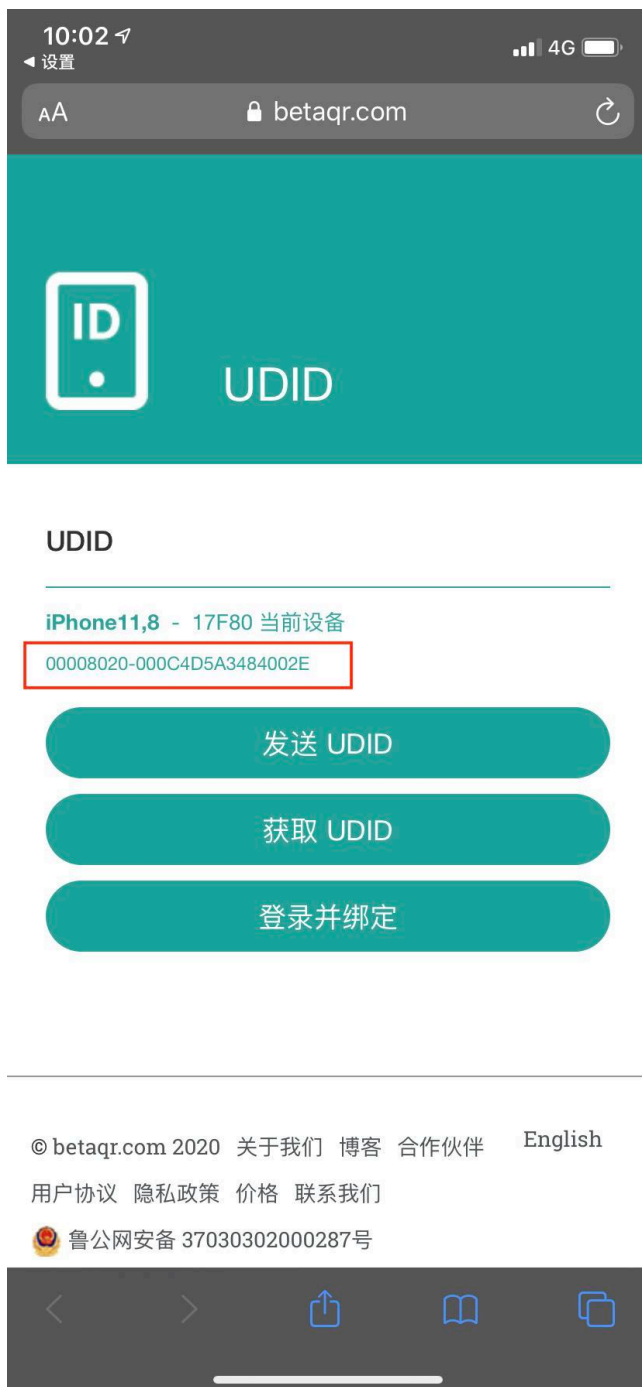 10:02
◀ 设置
4G
AA
betaqr.com
ID
UDID
UDID
iPhone11,8 - 17F80 当前设备
00008020-000C4D5A3484002E
发送 UDID
获取 UDID
登录并绑定
© betaqr.com 2020 关于我们 博客 合作伙伴 English
用户协议 隐私政策 价格 联系我们
鲁公网安备 37030302000287号